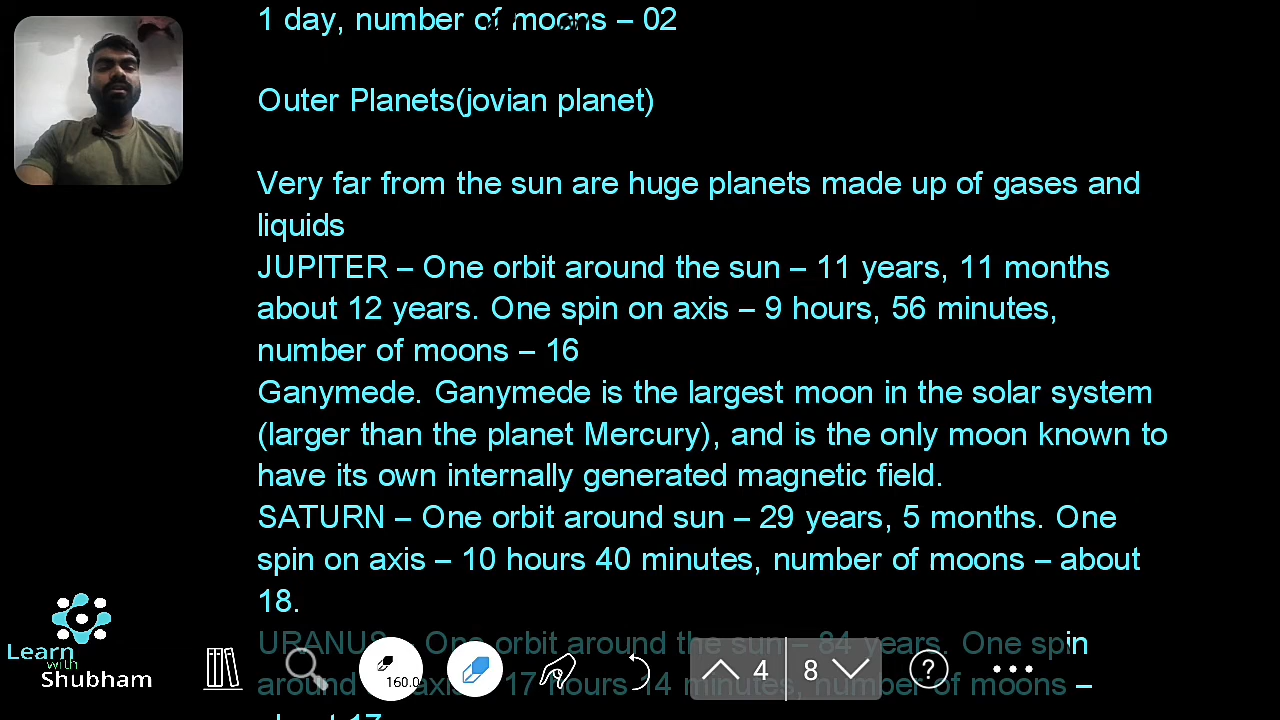 1 day, number of moons – 02
Outer Planets(jovian planet)
Very far from the sun are huge planets made up of gases and
liquids
JUPITER – One orbit around the sun – 11 years, 11 months
about 12 years. One spin on axis – 9 hours, 56 minutes,
number of moons – 16
Ganymede. Ganymede is the largest moon in the solar system
(larger than the planet Mercury), and is the only moon known to
have its own internally generated magnetic field.
SATURN – One orbit around sun – 29 years, 5 months. One
spin on axis – 10 hours 40 minutes, number of moons – about
18.
URANUS – One orbit around the sun – 84 years. One spin
around axis – 17 hours 14 minutes, number of moons –
about 17
Learn
with
Shubham
160.0
4 8
?